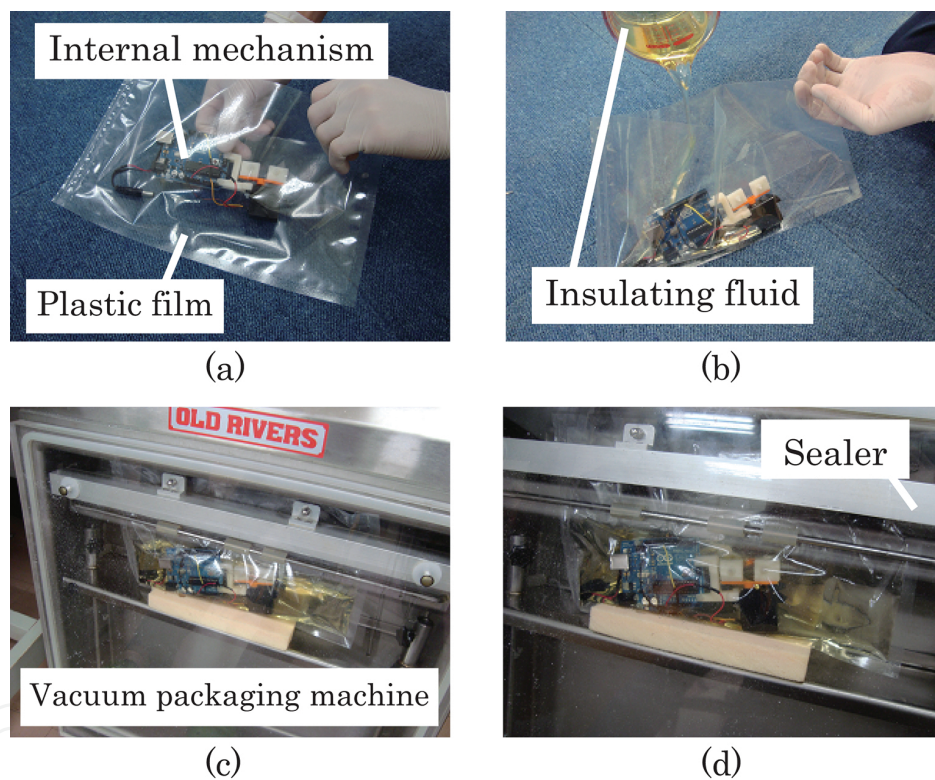 Internal mechanism
Plastic film
(a)
Insulating fluid
(b)
OLD RIVERS
Vacuum packaging machine
(c)
Sealer
(d)